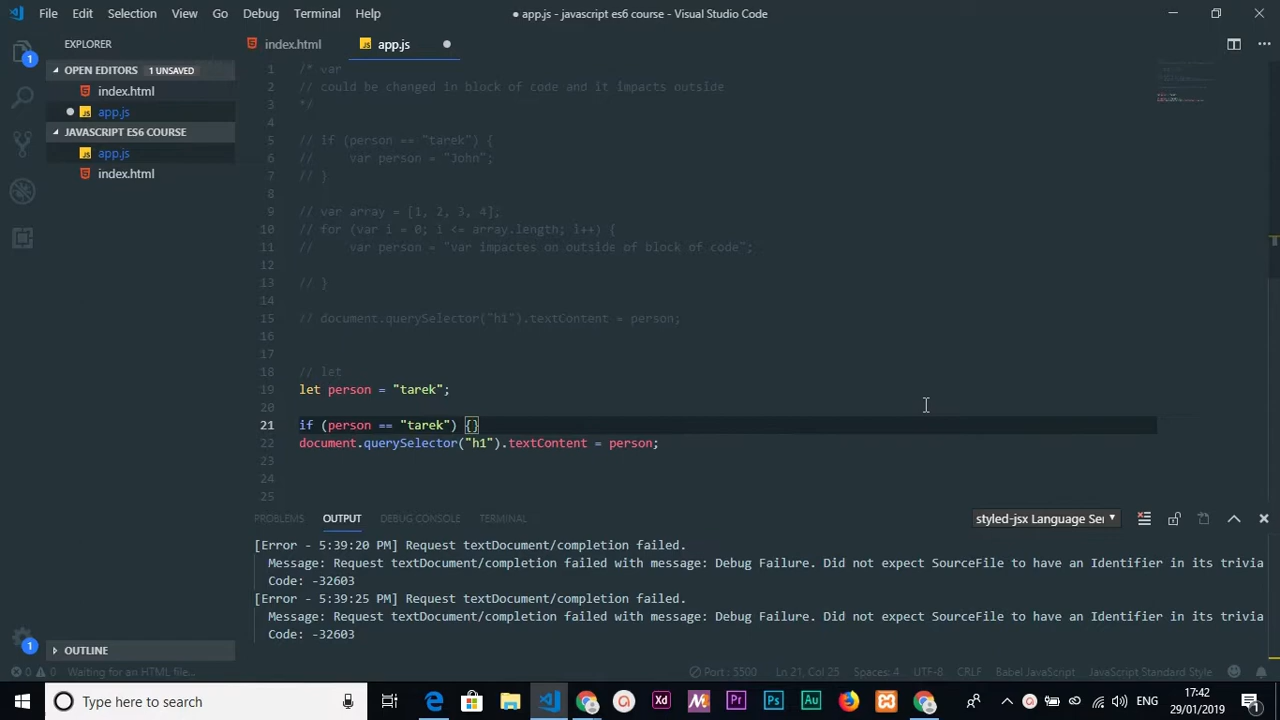 File Edit Selection View Go Debug Terminal Help
● app.js - javascript es6 course - Visual Studio Code
EXPLORER
index.html
app.js
OPEN EDITORS 1 UNSAVED
index.html
app.js
JAVASCRIPT ES6 COURSE
app.js
index.html
1 /* var
2 // could be changed in block of code and it impacts outside
3 */
4
5 // if (person == "tarek") {
6 //     var person = "John";
7 // }
8
9 // var array = [1, 2, 3, 4];
10 // for (var i = 0; i <= array.length; i++) {
11 //     var person = "var impactes on outside of block of code";
12
13 // }
14
15 // document.querySelector("h1").textContent = person;
16
17
18 // let
19 let person = "tarek";
20
21 if (person == "tarek") {}
22 document.querySelector("h1").textContent = person;
23
24
25
PROBLEMS OUTPUT DEBUG CONSOLE TERMINAL
styled-jsx Language Ser
[Error - 5:39:20 PM] Request textDocument/completion failed.
Message: Request textDocument/completion failed with message: Debug Failure. Did not expect SourceFile to have an Identifier in its trivia
Code: -32603
[Error - 5:39:25 PM] Request textDocument/completion failed.
Message: Request textDocument/completion failed with message: Debug Failure. Did not expect SourceFile to have an Identifier in its trivia
Code: -32603
OUTLINE
1
1
0 0 Waiting for an HTML file... Port : 5500 Ln 21, Col 25 Spaces: 4 UTF-8 CRLF Babel JavaScript JavaScript Standard Style
Type here to search
Xd Pr Ps Au
ENG
17:42
29/01/2019
1